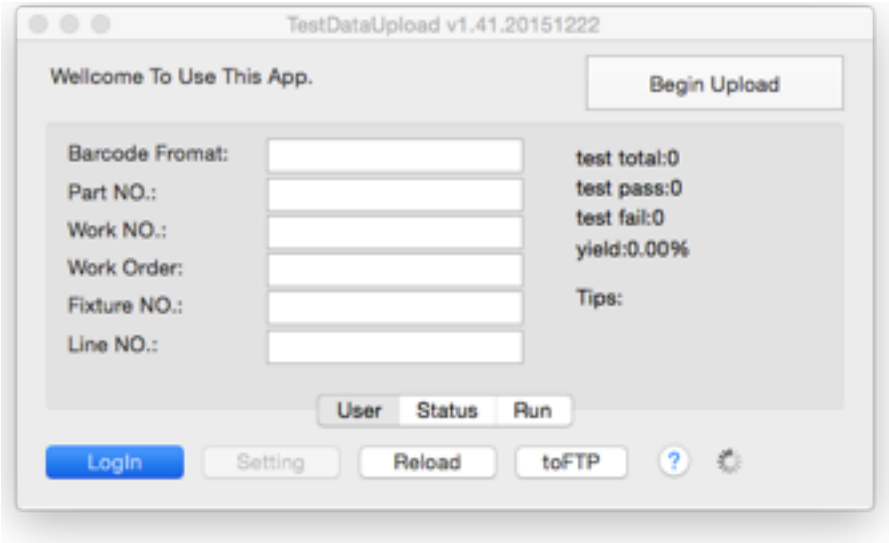 TestDataUpload v1.41.20151222
Wellcome To Use This App.
Begin Upload
Barcode Fromat:
Part NO.:
Work NO.:
Work Order:
Fixture NO.:
Line NO.:
test total:0
test pass:0
test fail:0
yield:0.00%
Tips:
User Status Run
LogIn Setting Reload toFTP ?